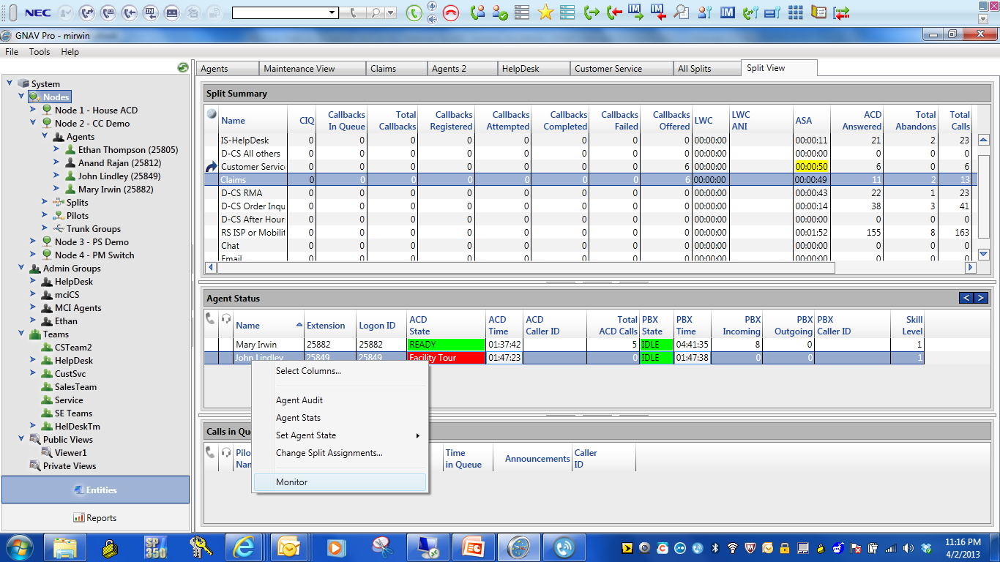 NEC IM IM IM IM
GNAV Pro - mirwin
File Tools Help
System
Nodes
Node 1 - House ACD
Node 2 - CC Demo
Agents
Ethan Thompson (25805)
Anand Rajan (25812)
John Lindley (25849)
Mary Irwin (25882)
Splits
Pilots
Trunk Groups
Node 3 - PS Demo
Node 4 - PM Switch
Admin Groups
HelpDesk
mciCS
MCI Agents
Ethan
Teams
CSTeam2
HelpDesk
CustSvc
SalesTeam
Service
SE Teams
HelDeskTm
Public Views
Viewer1
Private Views
Entities
Reports
Agents Maintenance View Claims Agents 2 HelpDesk Customer Service All Splits Split View
Split Summary
Name CIQ Callbacks In Queue Total Callbacks Callbacks Registered Callbacks Attempted Callbacks Completed Callbacks Failed Callbacks Offered LWC LWC ANI ASA ACD Answered Total Abandons Total Calls
IS-HelpDesk 0 0 0 0 0 0 0 0 00:00:00 00:00:11 21 2 23
D-CS All others 0 0 0 0 0 0 0 0 00:00:00 00:00:00 0 0 0
Customer Servic 0 0 0 0 0 0 0 6 00:00:00 00:00:50 6 0 6
Claims 0 0 0 0 0 0 0 6 00:00:00 00:00:49 11 2 13
D-CS RMA 0 0 0 0 0 0 0 0 00:00:00 00:00:43 22 1 23
D-CS Order Inqu 0 0 0 0 0 0 0 0 00:00:00 00:00:14 38 3 41
D-CS After Hour 0 0 0 0 0 0 0 0 00:00:00 00:00:00 0 0 0
RS ISP or Mobilit 0 0 0 0 0 0 0 0 00:00:00 00:01:52 155 8 163
Chat 0 0 0 0 0 0 0 0 00:00:00 00:00:00 0 0 0
Email 0 0 0 0 0 0 0 0 00:00:00 00:00:00 0 0 0
Agent Status < >
Name Extension Logon ID ACD State ACD Time ACD Caller ID Total ACD Calls PBX State PBX Time PBX Incoming PBX Outgoing PBX Caller ID Skill Level
Mary Irwin 25882 25882 READY 01:37:42 5 IDLE 04:41:35 8 0 1
John Lindley 25849 25849 Facility Tour 01:47:23 0 IDLE 01:47:38 0 0 1
Select Columns...
Agent Audit
Agent Stats
Set Agent State
Change Split Assignments...
Monitor
Calls in Qu
Pilo Nam Time in Queue Announcements Caller ID
SP 350
11:16 PM
4/2/2013